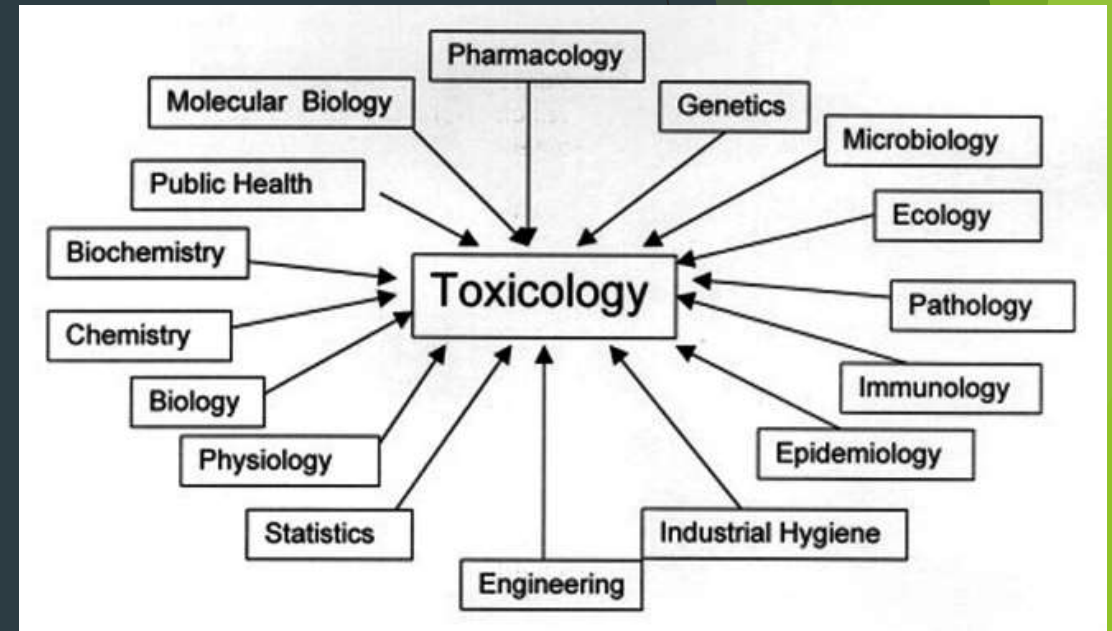 Pharmacology
Molecular Biology
Genetics
Microbiology
Public Health
Ecology
Biochemistry
Toxicology
Pathology
Chemistry
Immunology
Biology
Epidemiology
Physiology
Statistics
Industrial Hygiene
Engineering